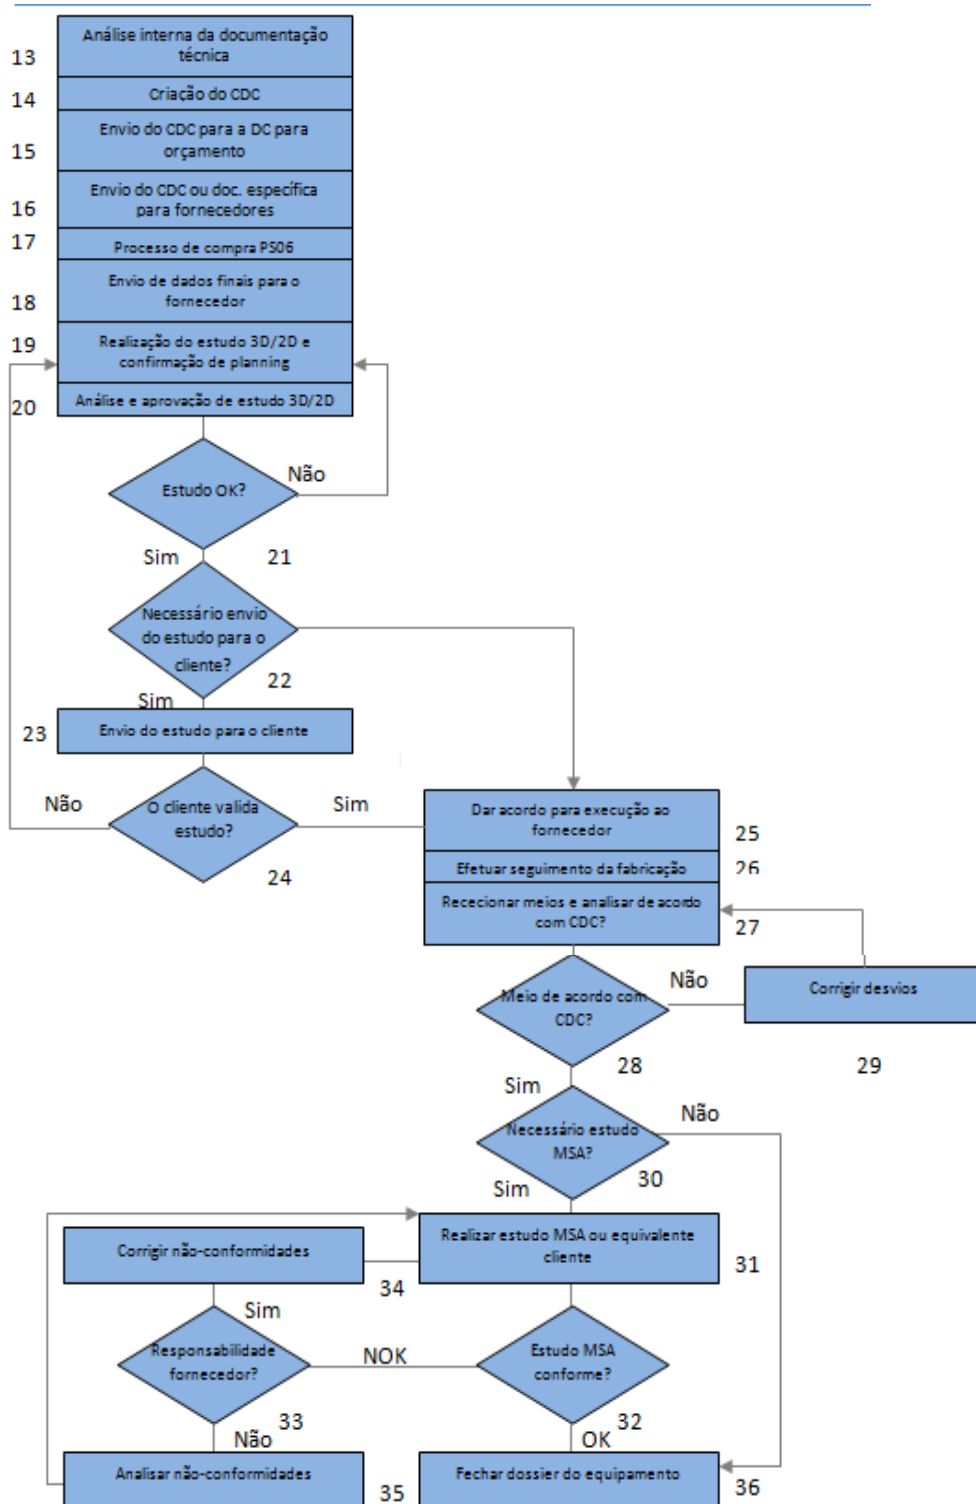 13
Análise interna da documentação
técnica
14
Criação do CDC
15
Envio do CDC para a DC para
orçamento
16
Envio do CDC ou doc. específica
para fornecedores
17
Processo de compra PS06
18
Envio de dados finais para o
fornecedor
19
Realização do estudo 3D/2D e
confirmação de planning
20
Análise e aprovação de estudo 3D/2D
Estudo OK?
Não
Sim
21
Necessário envio
do estudo para o
cliente?
22
Sim
23
Envio do estudo para o cliente
O cliente valida
estudo?
Não
Sim
24
Dar acordo para execução ao
fornecedor
25
Efetuar seguimento da fabricação
26
Rececionar meios e analisar de acordo
com CDC?
27
Meio de acordo com
CDC?
Não
Corrigir desvios
28
29
Sim
Necessário estudo
MSA?
Não
30
Sim
Realizar estudo MSA ou equivalente
cliente
31
Corrigir não-conformidades
34
Sim
Responsabilidade
fornecedor?
NOK
Estudo MSA
conforme?
33
32
Não
OK
Analisar não-conformidades
35
Fechar dossier do equipamento
36